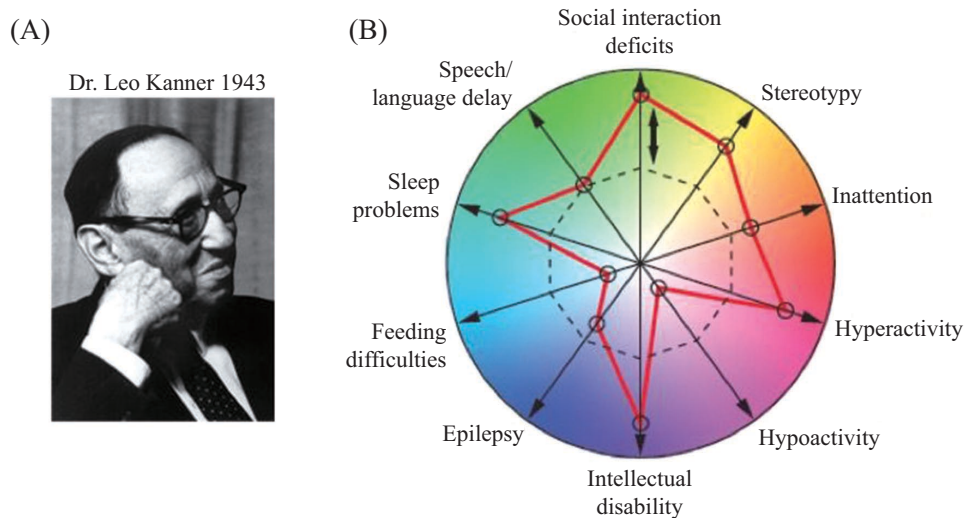 (A)
Dr. Leo Kanner 1943
(B)
Social interaction
deficits
Speech/
language delay
Stereotypy
Sleep
problems
Inattention
Feeding
difficulties
Hyperactivity
Epilepsy
Hypoactivity
Intellectual
disability